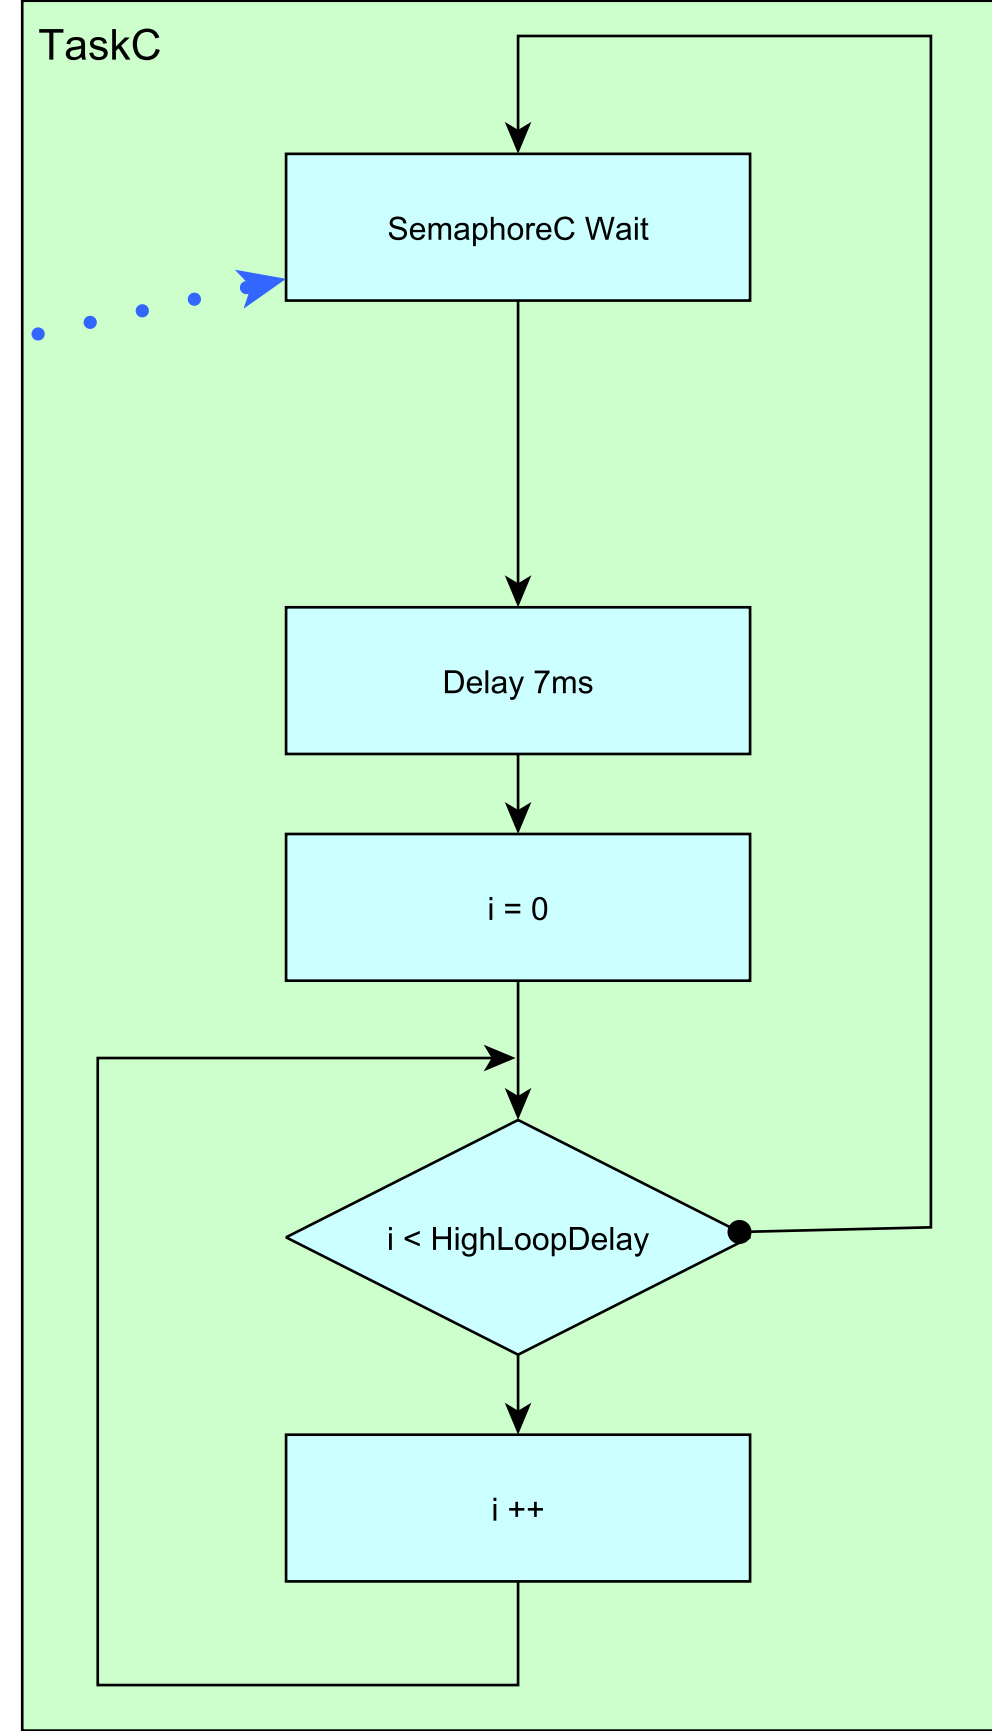 TaskC
SemaphoreC Wait
Delay 7ms
i = 0
i < HighLoopDelay
i ++